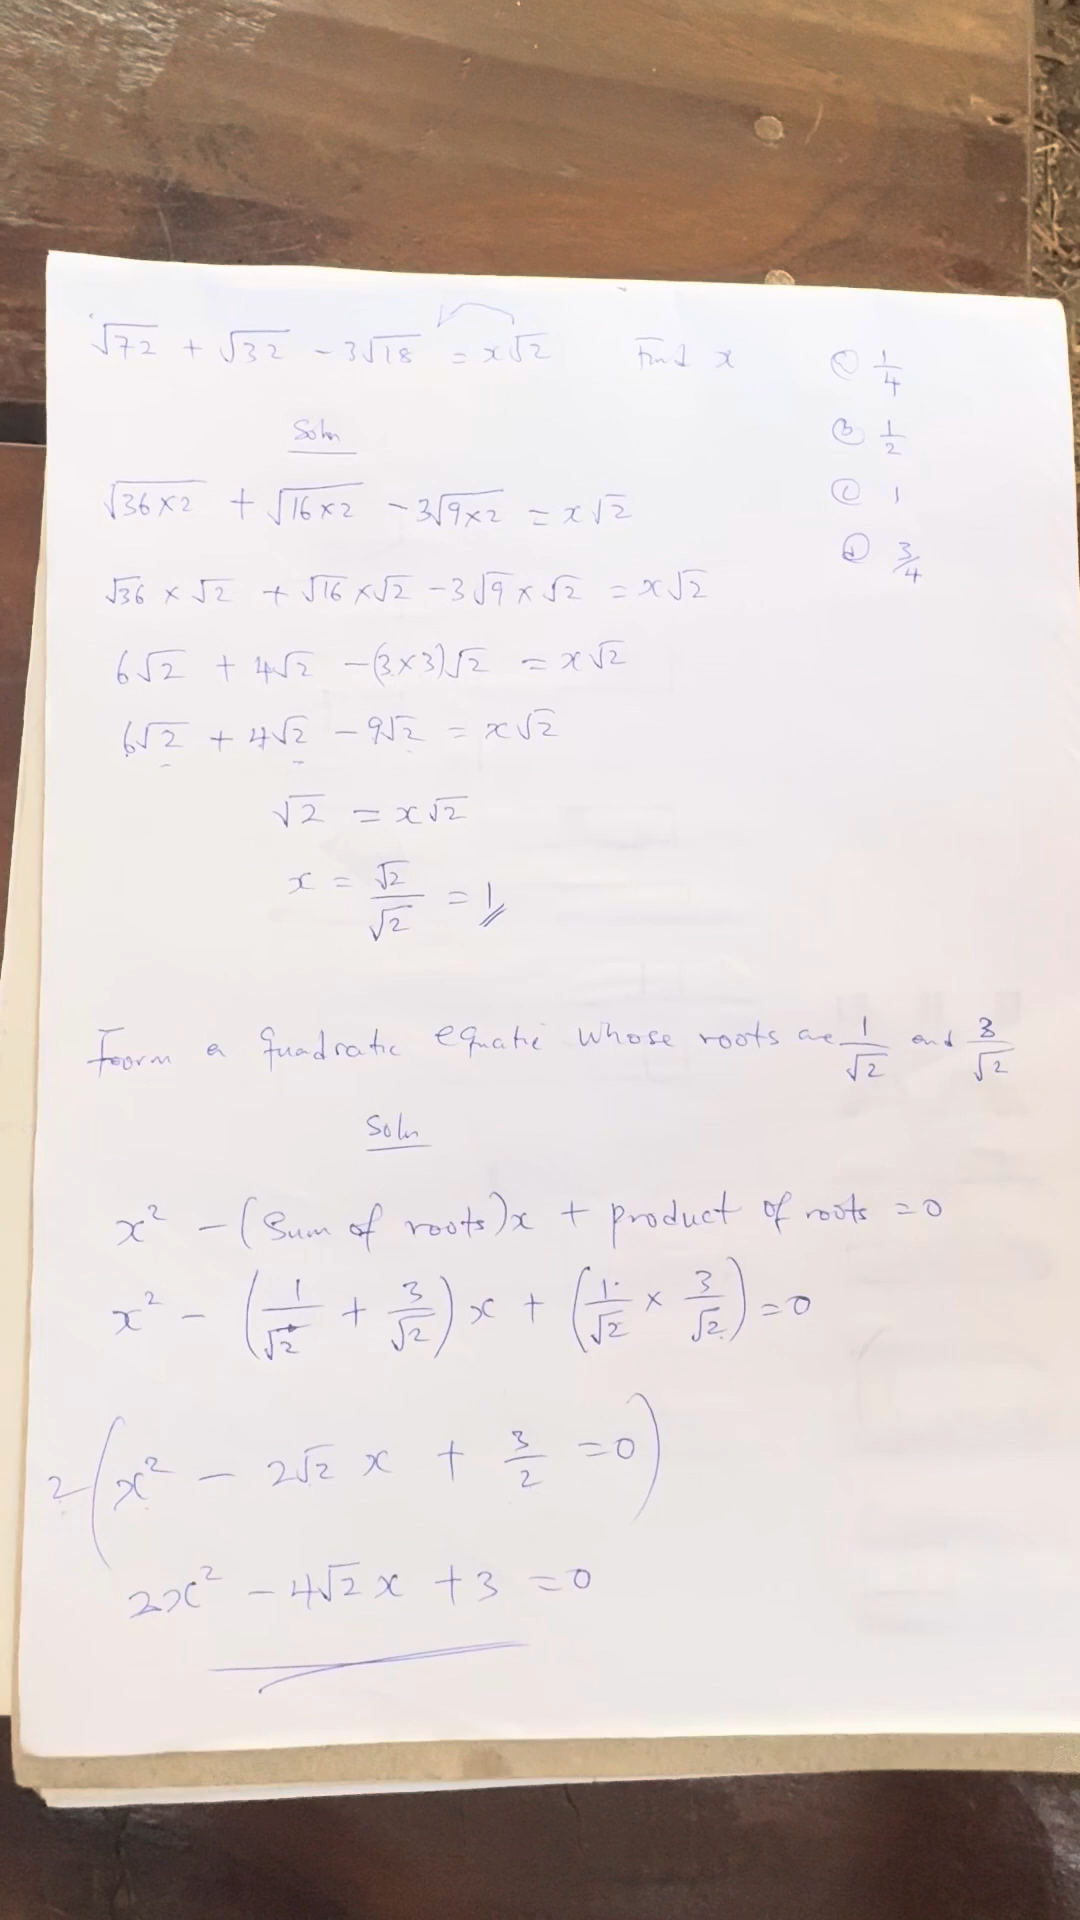 √72 + √32 - 3√18 = x√2 Find x
Ⓐ 1/4
Ⓑ 1/2
Ⓒ 1
Ⓓ 3/4
Soln
√36×2 + √16×2 - 3√9×2 = x√2
√36 × √2 + √16 × √2 - 3√9 × √2 = x√2
6√2 + 4√2 - (3×3)√2 = x√2
6√2 + 4√2 - 9√2 = x√2
√2 = x√2
x = √2/√2 = 1
Foorm a quadratic equatie whose roots are 1/√2 and 3/√2
Soln
x² - (Sum of roots)x + product of roots = 0
x² - (1/√2 + 3/√2) x + (1/√2 × 3/√2) = 0
2(x² - 2√2 x + 3/2 = 0)
2x² - 4√2 x + 3 = 0